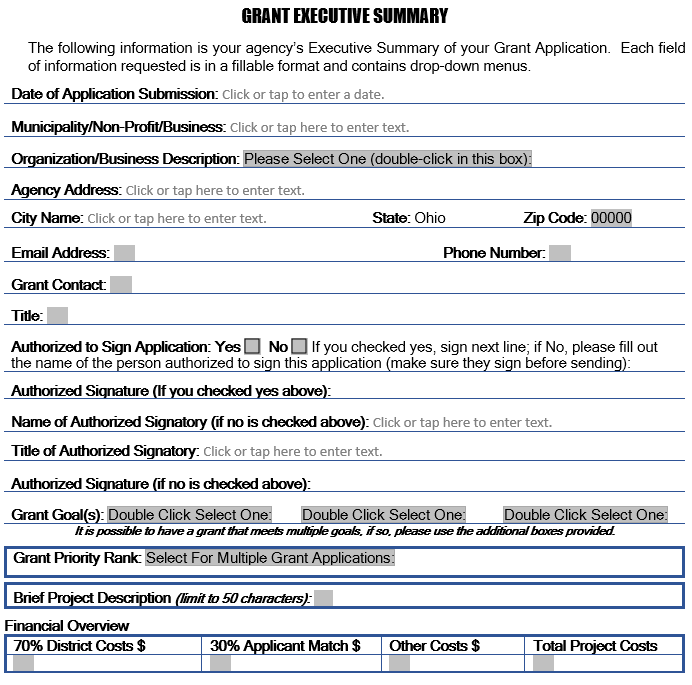 GRANT EXECUTIVE SUMMARY
The following information is your agency's Executive Summary of your Grant Application. Each field
of information requested is in a fillable format and contains drop-down menus.
Date of Application Submission: Click or tap to enter a date.
Municipality/Non-Profit/Business: Click or tap here to enter text.
Organization/Business Description: Please Select One (double-click in this box):
Agency Address: Click or tap here to enter text.
City Name: Click or tap here to enter text. State: Ohio Zip Code: 00000
Email Address: Phone Number:
Grant Contact:
Title:
Authorized to Sign Application: Yes No If you checked yes, sign next line; if No, please fill out
the name of the person authorized to sign this application (make sure they sign before sending):
Authorized Signature (If you checked yes above):
Name of Authorized Signatory (if no is checked above): Click or tap here to enter text.
Title of Authorized Signatory: Click or tap here to enter text.
Authorized Signature (if no is checked above):
Grant Goal(s): Double Click Select One: Double Click Select One: Double Click Select One:
It is possible to have a grant that meets multiple goals, if so, please use the additional boxes provided.
Grant Priority Rank: Select For Multiple Grant Applications:
Brief Project Description (limit to 50 characters):
Financial Overview
70% District Costs $ 30% Applicant Match $ Other Costs $ Total Project Costs